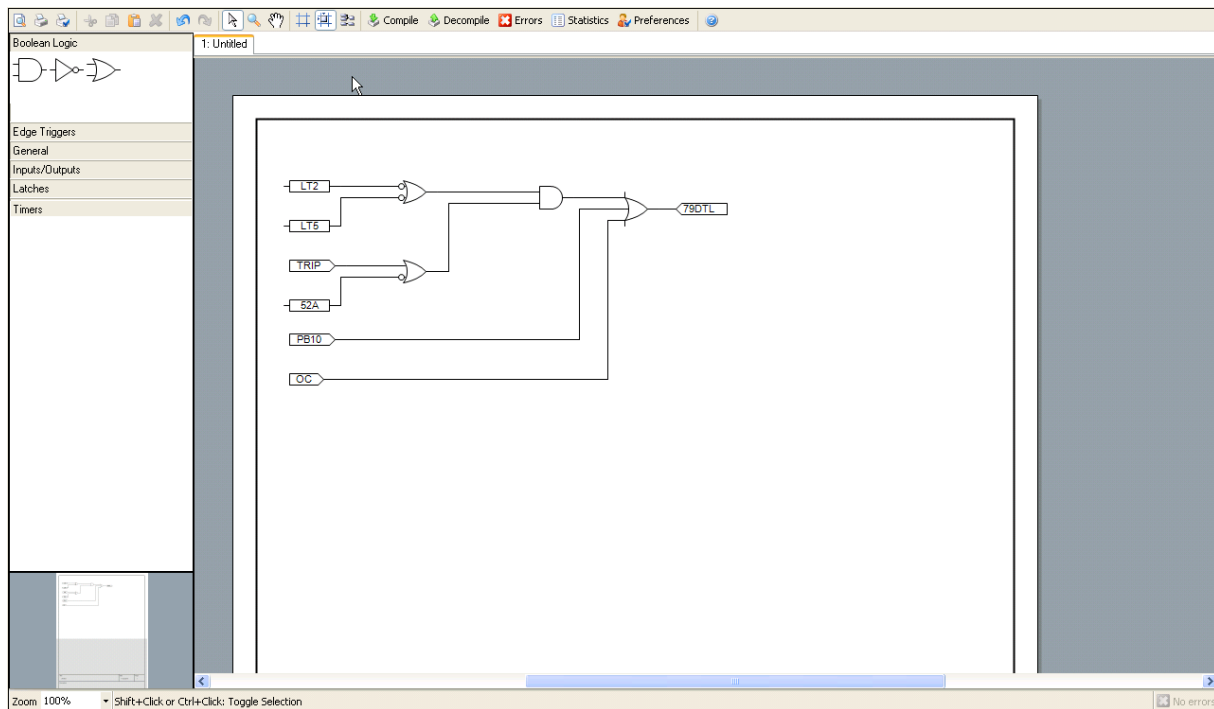 Compile Decompile Errors Statistics Preferences
Boolean Logic
1: Untitled
Edge Triggers
General
Inputs/Outputs
Latches
Timers
LT2
LT5
TRIP
52A
PB10
OC
79DTL
Zoom 100% Shift+Click or Ctrl+Click: Toggle Selection
No errors